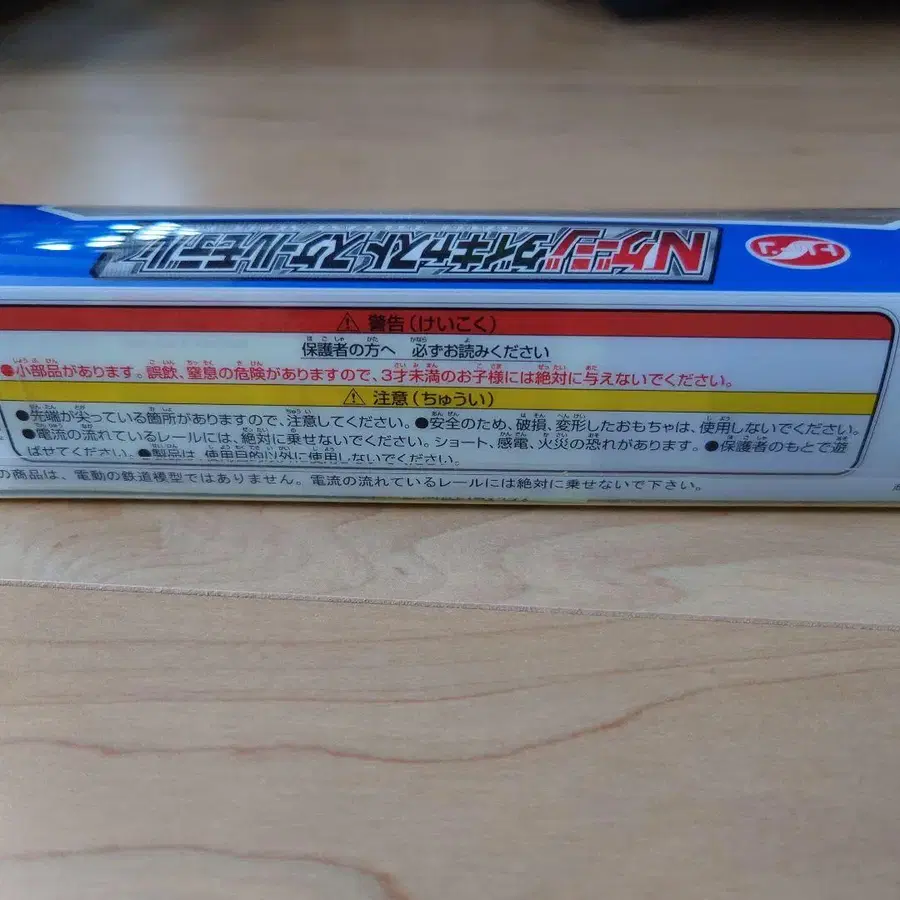 Nゲージダイキャストスケールモデル
⚠ 警告(けいこく)
保護者の方へ 必ずお読みください
●小部品があります。誤飲、窒息の危険がありますので、3才未満のお子様には絶対に与えないでください。
⚠ 注意(ちゅうい)
●先端が尖っている箇所がありますので、注意してください。●安全のため、破損、変形したおもちゃは、使用しないでください。
●電流の流れているレールには、絶対に乗せないでください。ショート、感電、火災の恐れがあります。●保護者のもとで遊
ばせてください。●製品は、使用目的以外に使用しないでください。
の商品は、電動の鉄道模型ではありません。電流の流れているレールには絶対に乗せないで下さい。